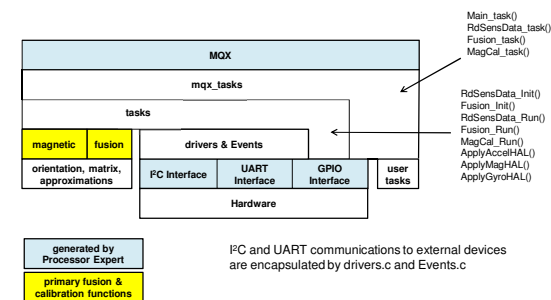 Main_task()
RdSensData_task()
Fusion_task()
MagCal_task()
MQX
mqx_tasks
RdSensData_Init()
Fusion_Init()
RdSensData_Run()
Fusion_Run()
MagCal_Run()
ApplyAccelHAL()
ApplyMagHAL()
ApplyGyroHAL()
tasks
magnetic
fusion
drivers & Events
orientation, matrix,
approximations
I²C Interface
UART
Interface
GPIO
Interface
user
tasks
Hardware
generated by
Processor Expert
primary fusion &
calibration functions
I²C and UART communications to external devices
are encapsulated by drivers.c and Events.c